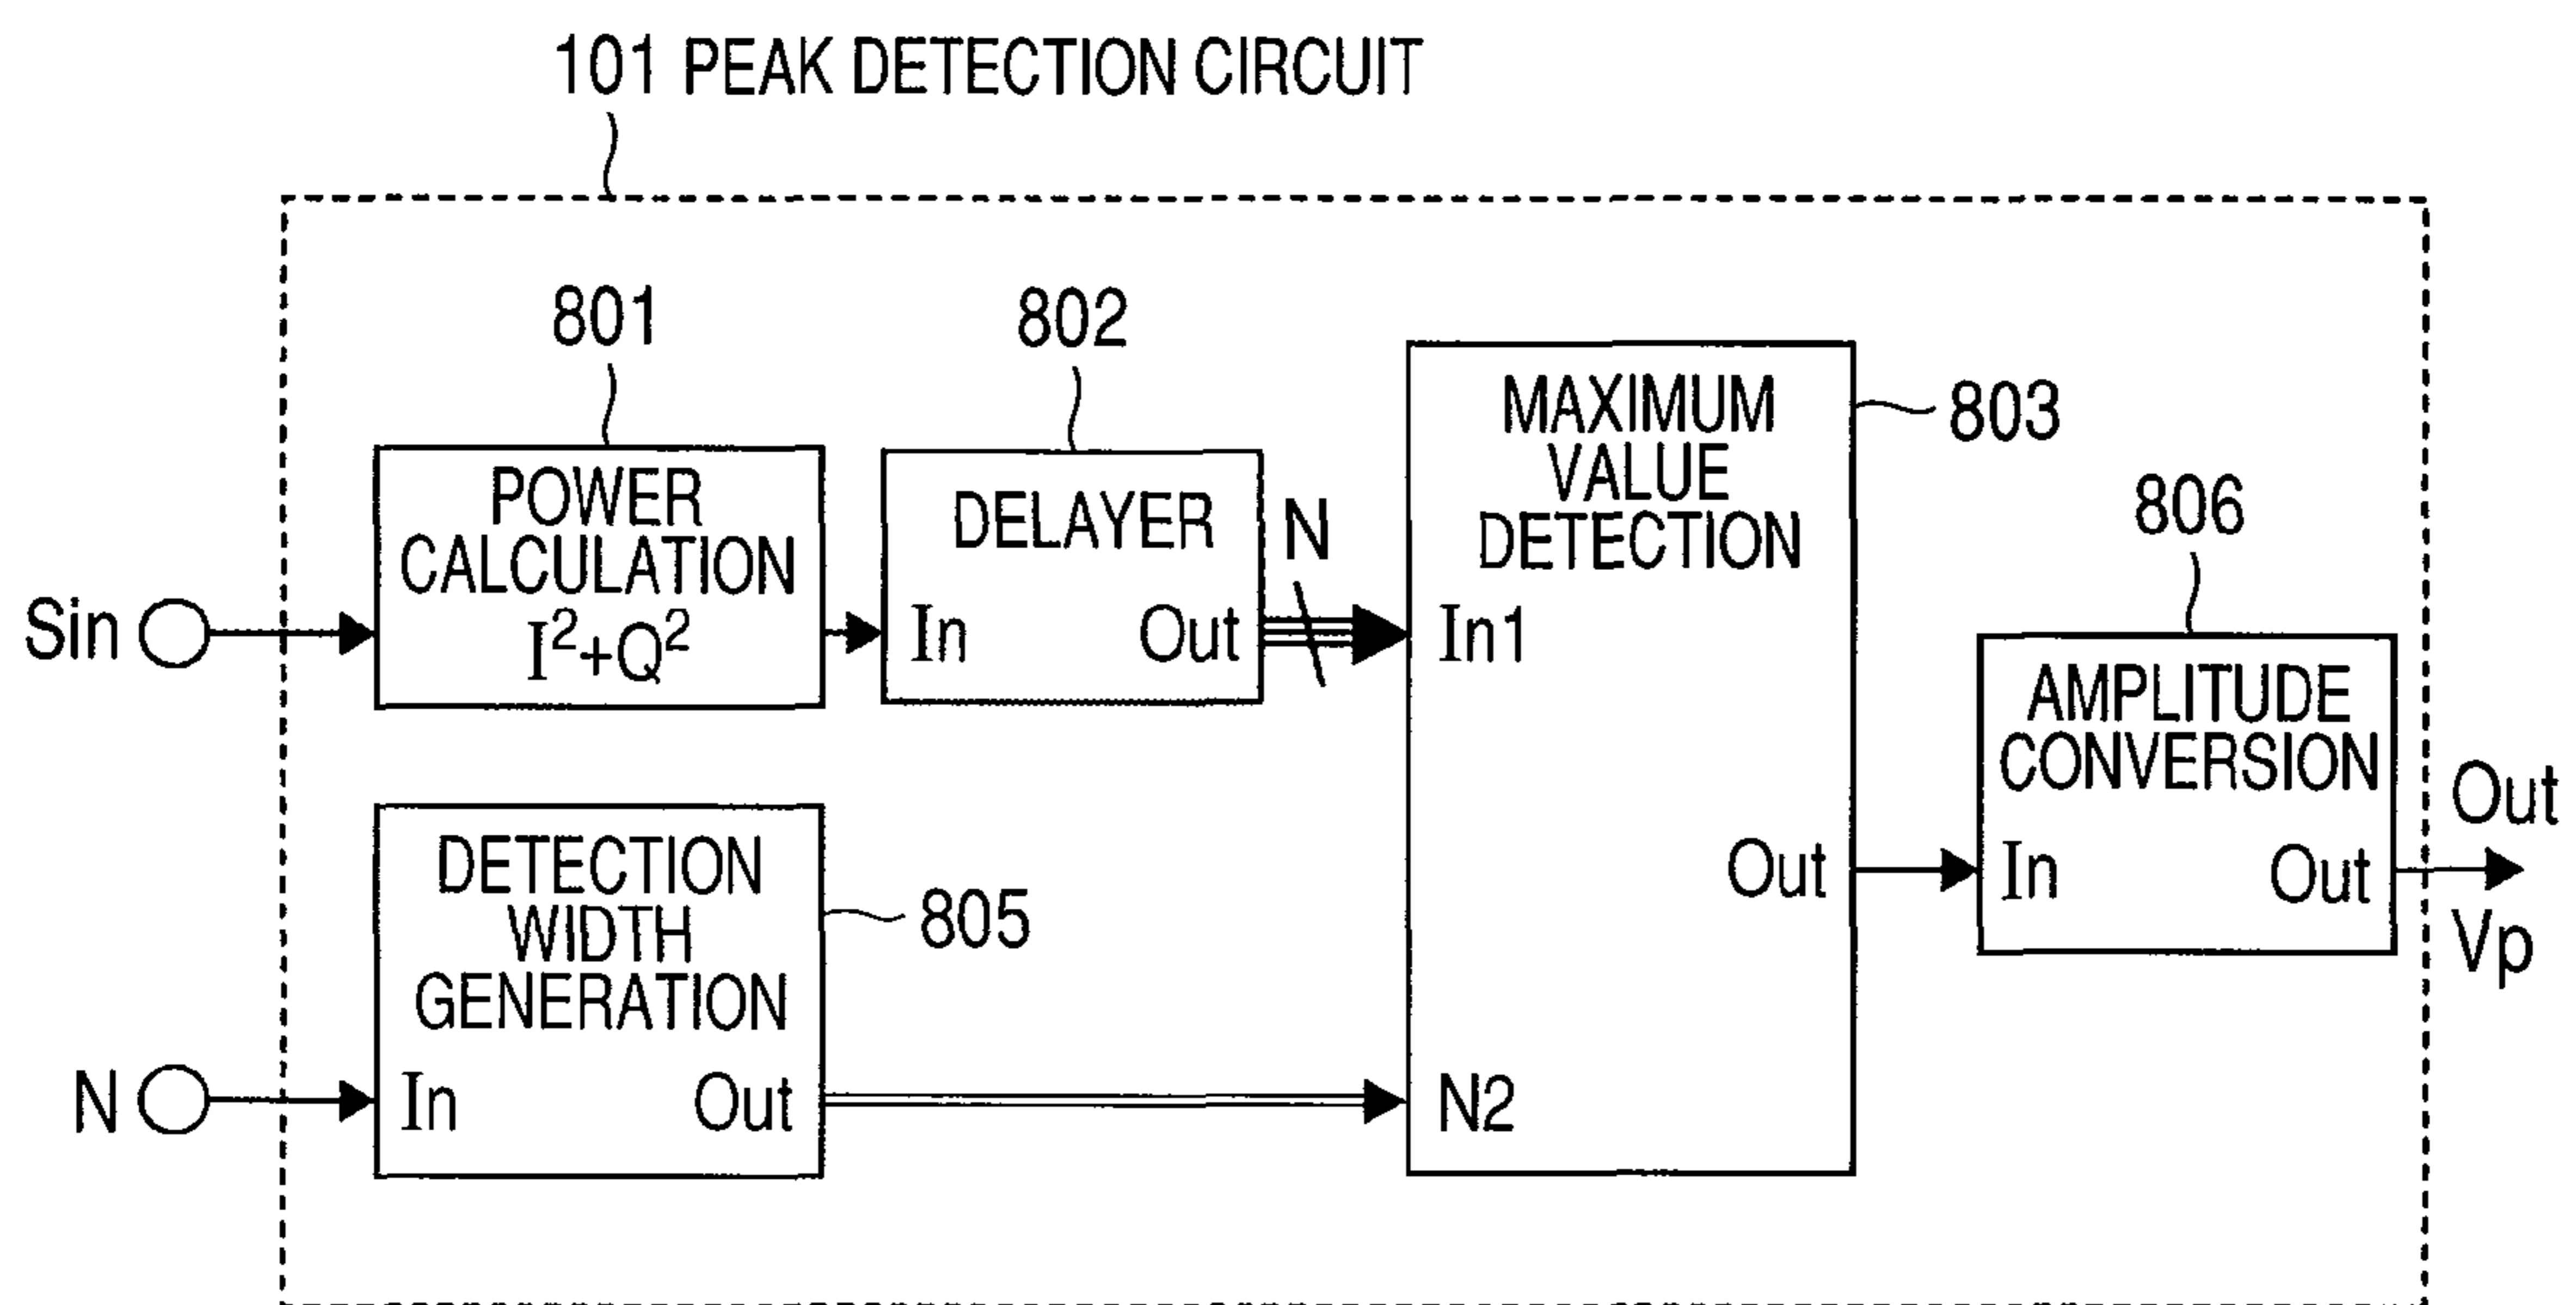 101 PEAK DETECTION CIRCUIT
801
802
803
806
POWER
CALCULATION
I²+Q²
DELAYER
In
Out
N
MAXIMUM
VALUE
DETECTION
In1
Out
N2
AMPLITUDE
CONVERSION
In
Out
Sin
DETECTION
WIDTH
GENERATION
In
Out
805
N
Out
Vp